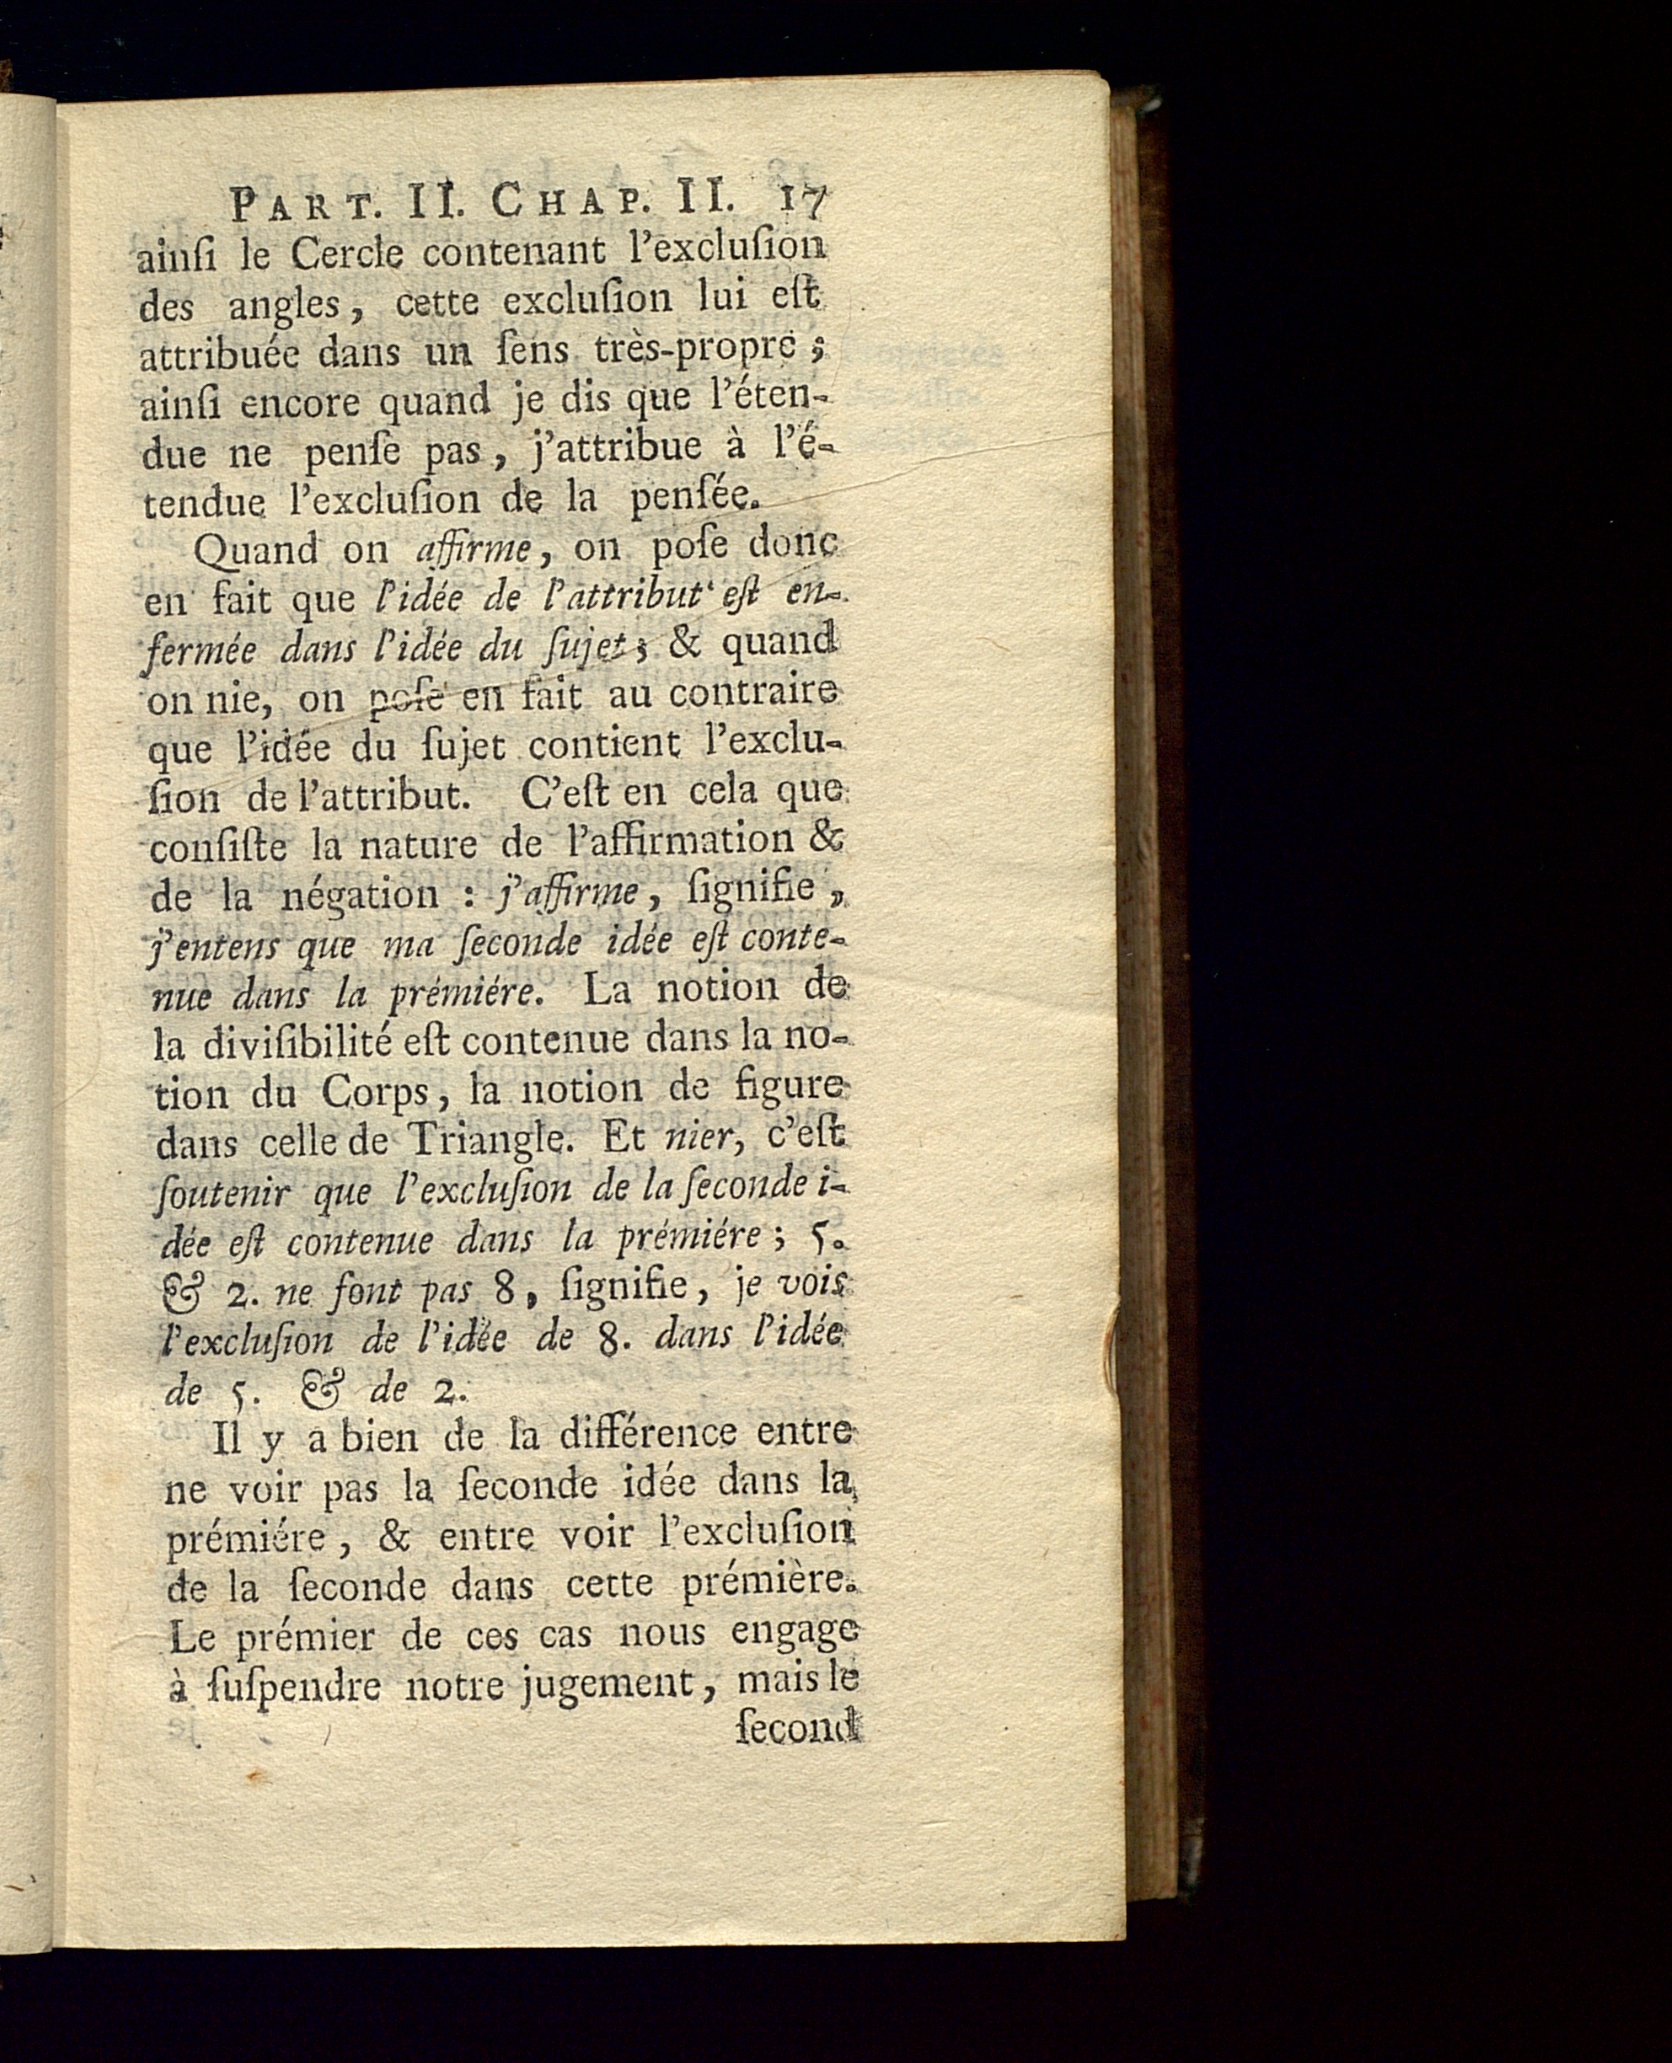 PART. II. CHAP. II. 17
ainſi le Cercle contenant l'excluſion
des angles, cette excluſion lui eſt
attribuée dans un ſens très-propre;
ainſi encore quand je dis que l'éten-
due ne penſe pas, j'attribue à l'é-
tendue l'excluſion de la penſée.
Quand on affirme, on poſe donc
en fait que l'idée de l'attribut eſt en-
fermée dans l'idée du ſujet; & quand
on nie, on poſe en fait au contraire
que l'idée du ſujet contient l'exclu-
ſion de l'attribut. C'eſt en cela que
conſiſte la nature de l'affirmation &
de la négation : j'affirme, ſignifie,
j'entens que ma ſeconde idée eſt conte-
nue dans la prémiére. La notion de
la diviſibilité eſt contenue dans la no-
tion du Corps, la notion de figure
dans celle de Triangle. Et nier, c'eſt
ſoutenir que l'excluſion de la ſeconde i-
dée eſt contenue dans la prémiére; 5.
& 2. ne font pas 8, ſignifie, je vois
l'excluſion de l'idée de 8. dans l'idée
de 5. & de 2.
Il y a bien de la différence entre
ne voir pas la ſeconde idée dans la
prémiére, & entre voir l'excluſion
de la ſeconde dans cette prémière.
Le prémier de ces cas nous engage
à ſuſpendre notre jugement, mais le
ſecond